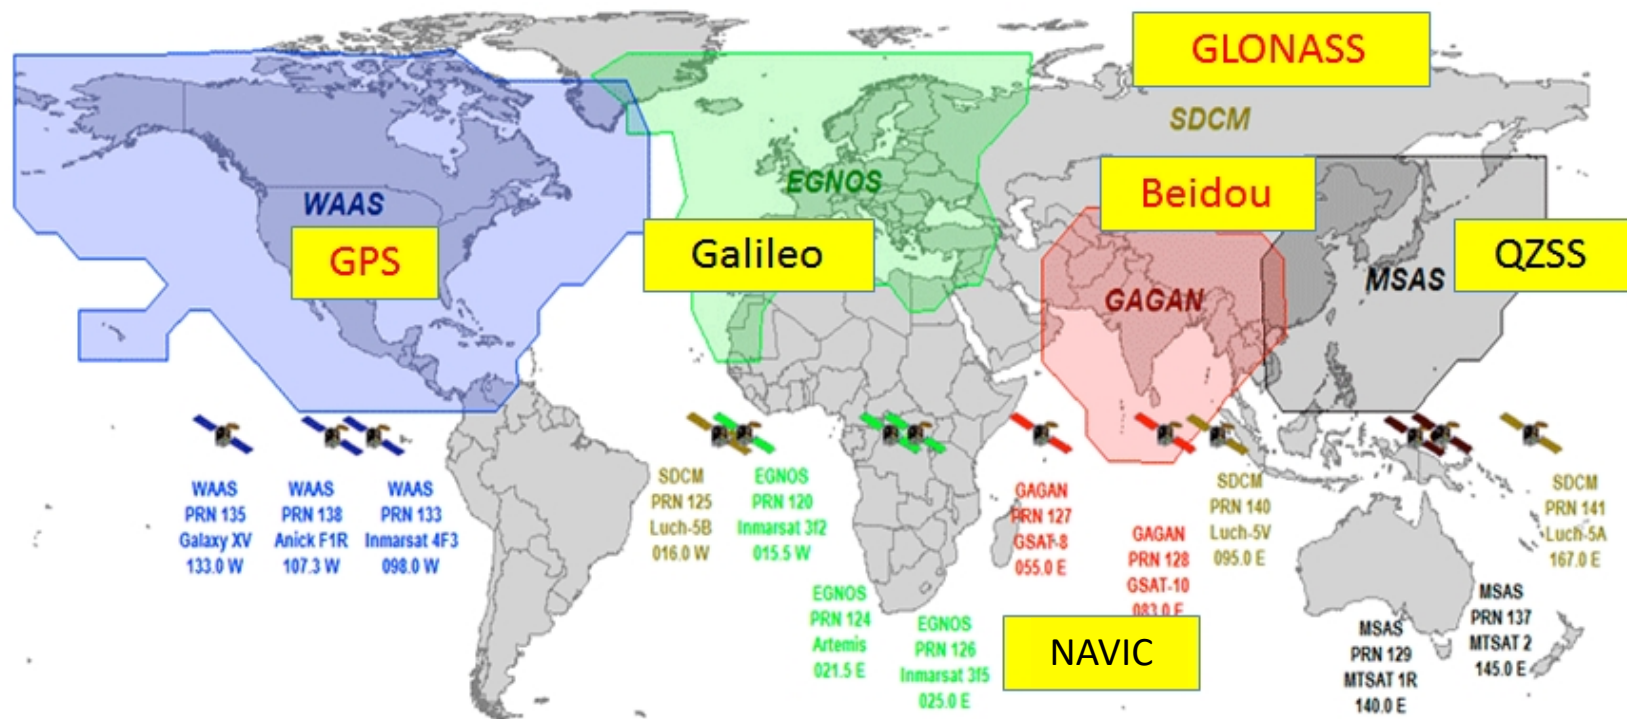 GLONASS
SDCM
Beidou
EGNOS
WAAS
GPS
Galileo
QZSS
MSAS
GAGAN
WAAS
PRN 135
Galaxy XV
133.0 W
WAAS
PRN 138
Anick F1R
107.3 W
WAAS
PRN 133
Inmarsat 4F3
098.0 W
SDCM
PRN 125
Luch-5B
016.0 W
EGNOS
PRN 120
Inmarsat 3f2
015.5 W
EGNOS
PRN 124
Artemis
021.5 E
EGNOS
PRN 126
Inmarsat 3f5
025.0 E
GAGAN
PRN 127
GSAT-8
055.0 E
GAGAN
PRN 128
GSAT-10
083.0 E
NAVIC
SDCM
PRN 140
Luch-5V
095.0 E
MSAS
PRN 129
MTSAT 1R
140.0 E
MSAS
PRN 137
MTSAT 2
145.0 E
SDCM
PRN 141
Luch-5A
167.0 E